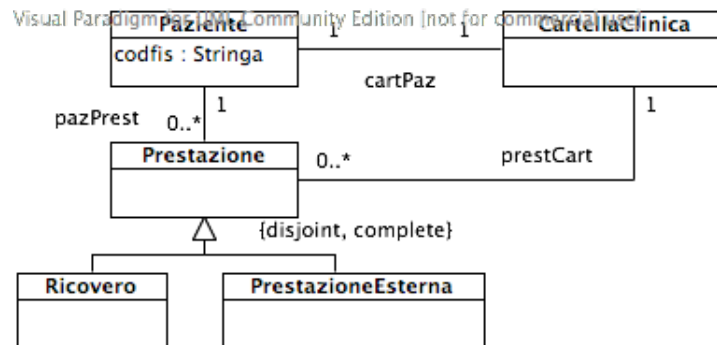 Visual Paradigm for UML Community Edition [not for commercial use]
Paziente
1
1
CartellaClinica
codfis : Stringa
cartPaz
1
1
pazPrest
0..*
Prestazione
0..*
prestCart
{disjoint, complete}
Ricovero
PrestazioneEsterna